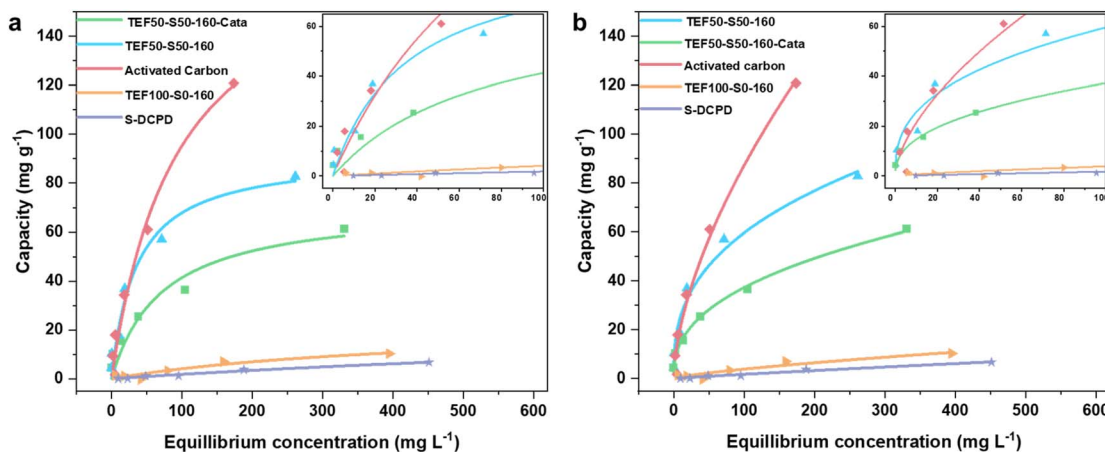 a
TEF50-S50-160-Cata
TEF50-S50-160
Activated Carbon
TEF100-S0-160
S-DCPD
Capacity (mg g⁻¹)
140
120
100
80
60
40
20
0
0 100 200 300 400 500 600
Equillibrium concentration (mg L⁻¹)
60
40
20
0
0 20 40 60 80 100
b
TEF50-S50-160
TEF50-S50-160-Cata
Activated carbon
TEF100-S0-160
S-DCPD
Capacity (mg g⁻¹)
140
120
100
80
60
40
20
0
0 100 200 300 400 500 600
Equillibrium concentration (mg L⁻¹)
60
40
20
0
0 20 40 60 80 100